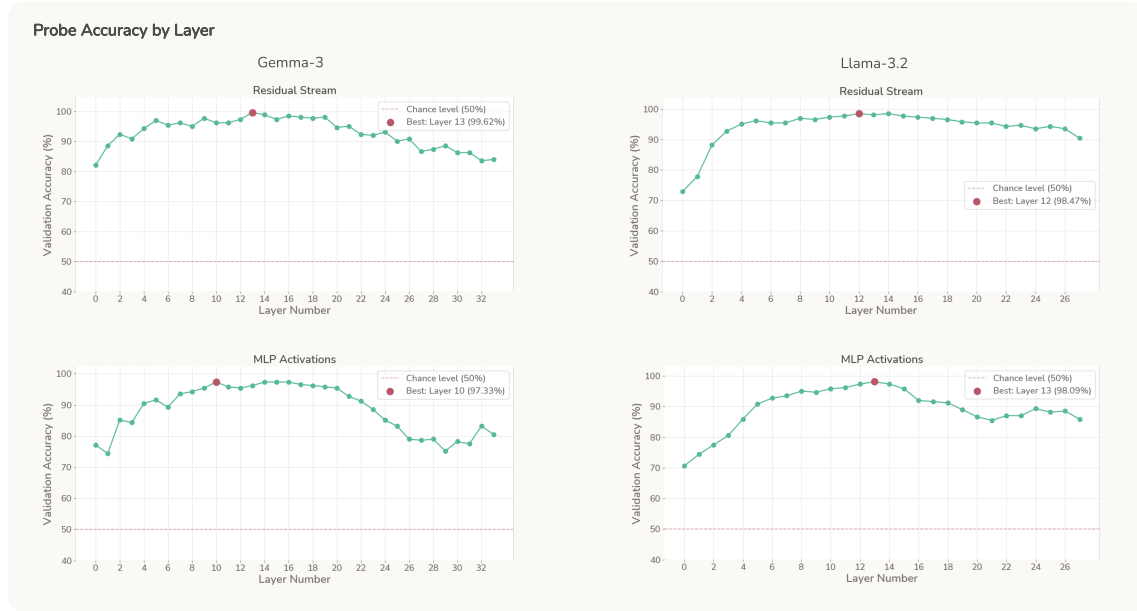 Probe Accuracy by Layer
Gemma-3
Residual Stream
Validation Accuracy (%)
100
90
80
70
60
50
40
Chance level (50%)
Best: Layer 13 (99.62%)
0 2 4 6 8 10 12 14 16 18 20 22 24 26 28 30 32
Layer Number
Llama-3.2
Residual Stream
Validation Accuracy (%)
100
90
80
70
60
50
40
Chance level (50%)
Best: Layer 12 (98.47%)
0 2 4 6 8 10 12 14 16 18 20 22 24 26
Layer Number
MLP Activations
Validation Accuracy (%)
100
90
80
70
60
50
40
Chance level (50%)
Best: Layer 10 (97.33%)
0 2 4 6 8 10 12 14 16 18 20 22 24 26 28 30 32
Layer Number
MLP Activations
Validation Accuracy (%)
100
90
80
70
60
50
40
Chance level (50%)
Best: Layer 13 (98.09%)
0 2 4 6 8 10 12 14 16 18 20 22 24 26
Layer Number